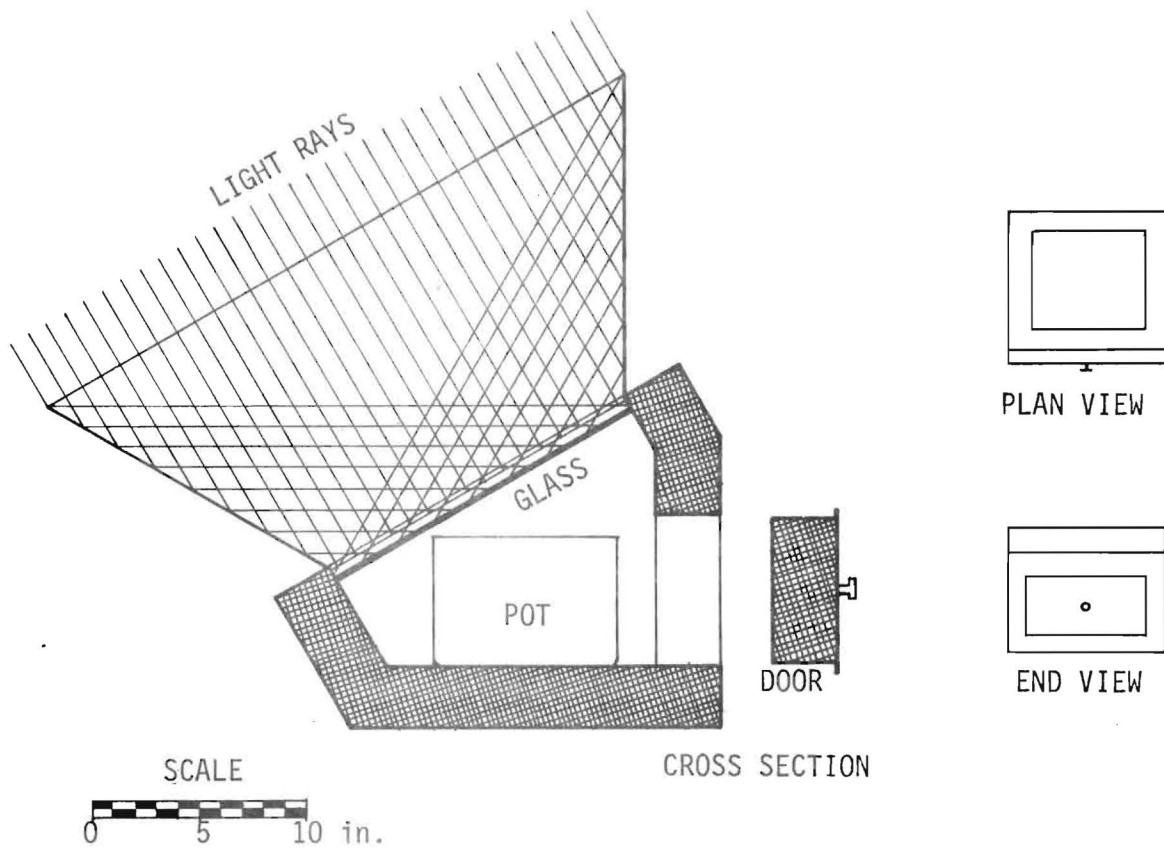 LIGHT RAYS
GLASS
POT
DOOR
PLAN VIEW
END VIEW
CROSS SECTION
SCALE
0 5 10 in.